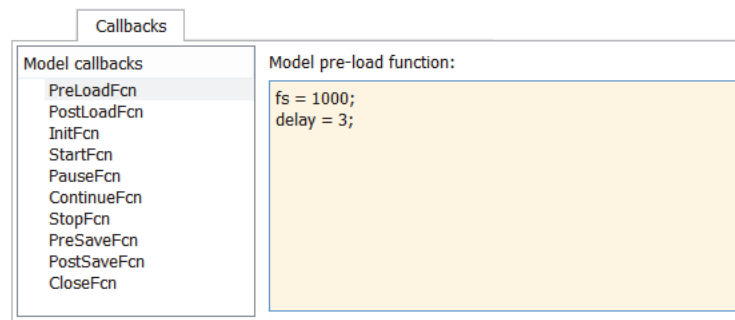 Callbacks
Model callbacks
PreLoadFcn
PostLoadFcn
InitFcn
StartFcn
PauseFcn
ContinueFcn
StopFcn
PreSaveFcn
PostSaveFcn
CloseFcn
Model pre-load function:
fs = 1000;
delay = 3;